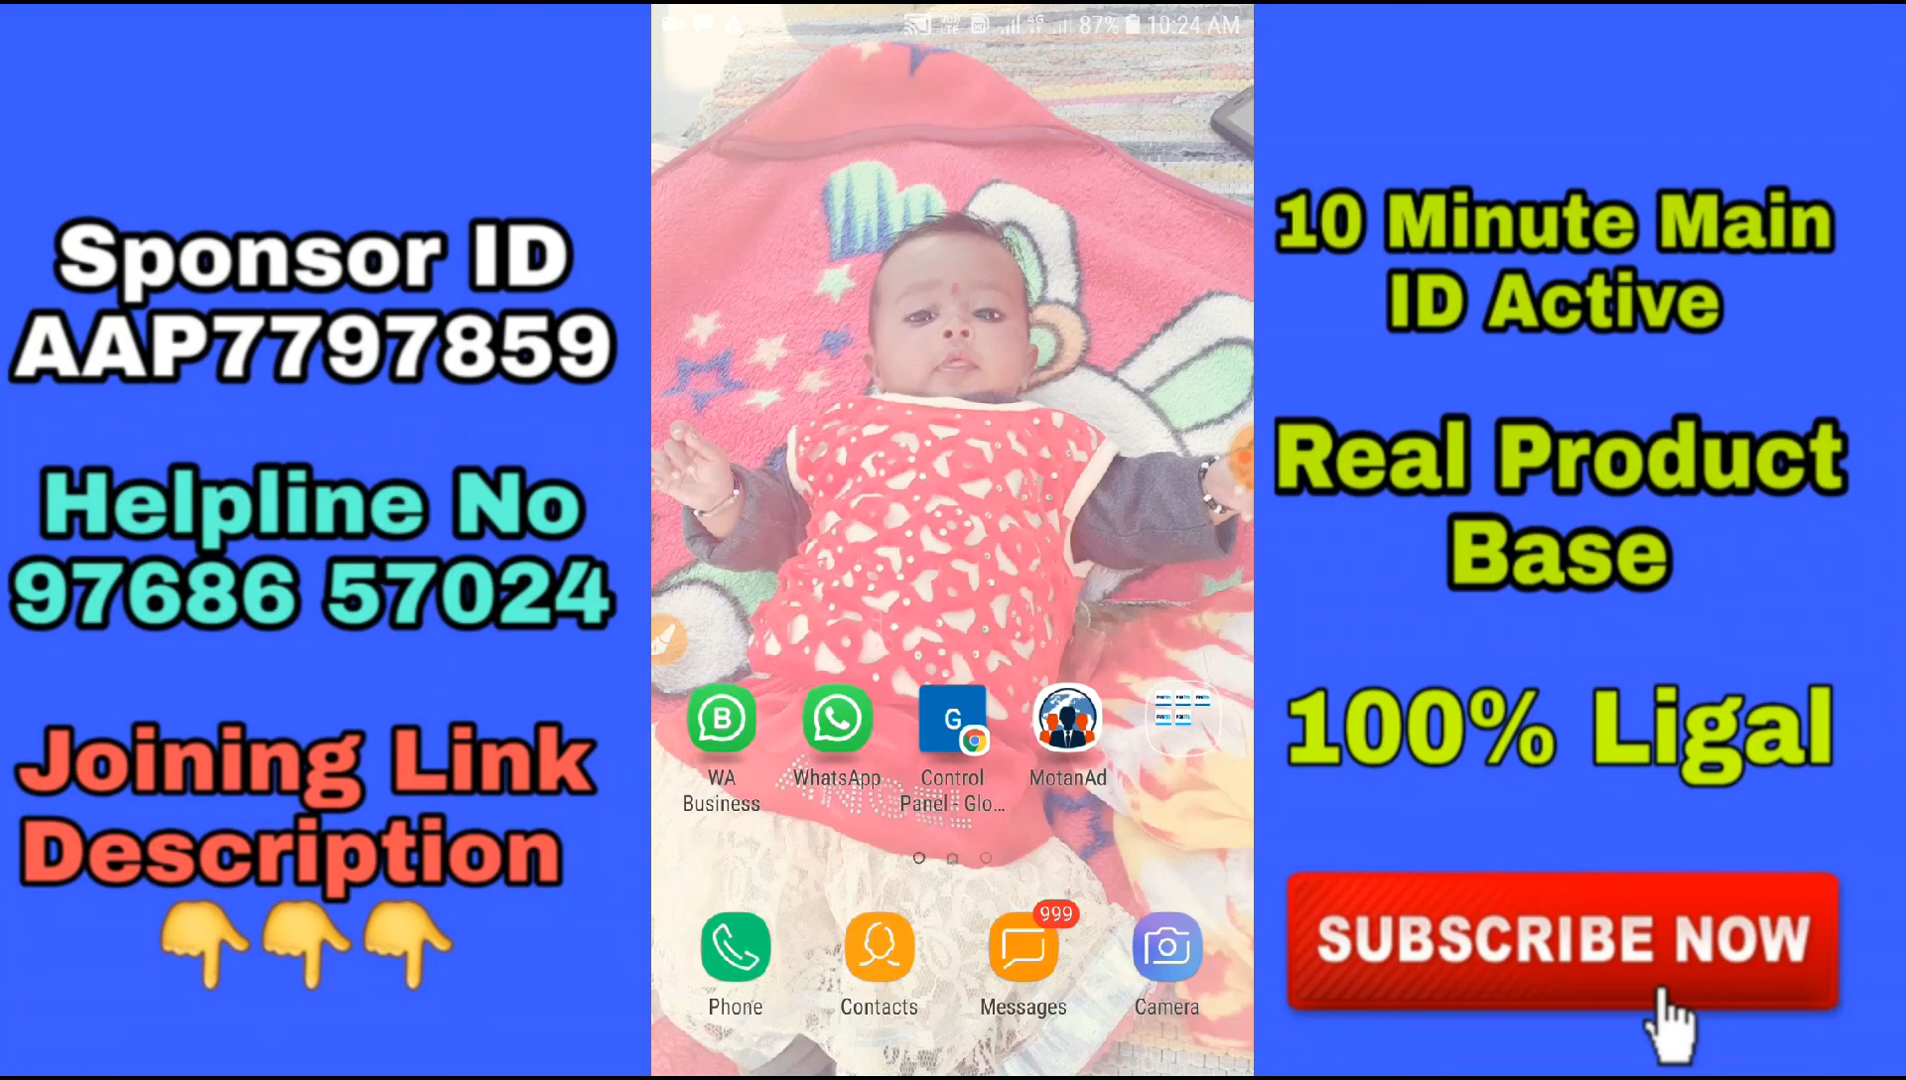 Sponsor ID
AAP7797859
Helpline No
97686 57024
Joining Link
Description
4G
87%
10:24 AM
ANGEL
B
G
WA
Business
WhatsApp
Control
Panel - Glo...
MotanAd
999
Phone
Contacts
Messages
Camera
10 Minute Main
ID Active
Real Product
Base
100% Ligal
SUBSCRIBE NOW